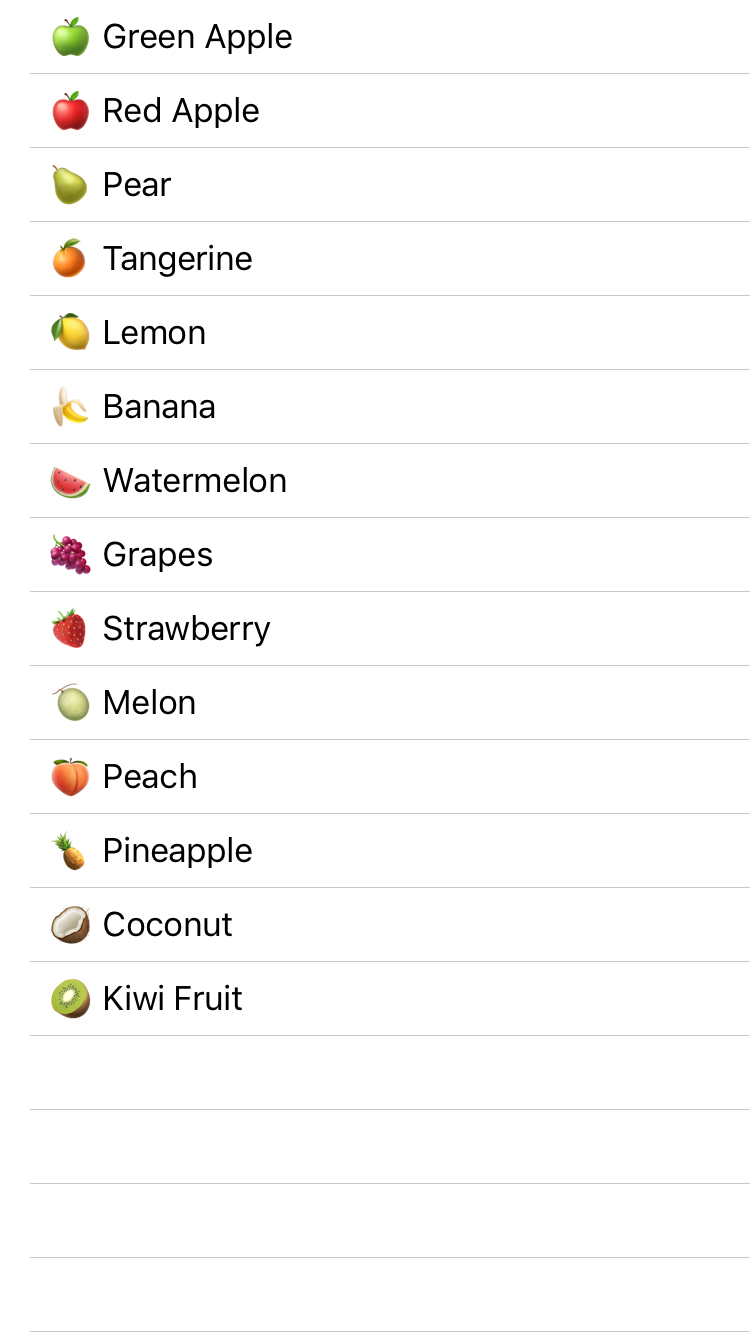 🍏 Green Apple
🍎 Red Apple
🍐 Pear
🍊 Tangerine
🍋 Lemon
🍌 Banana
🍉 Watermelon
🍇 Grapes
🍓 Strawberry
🍈 Melon
🍑 Peach
🍍 Pineapple
🥥 Coconut
🥝 Kiwi Fruit